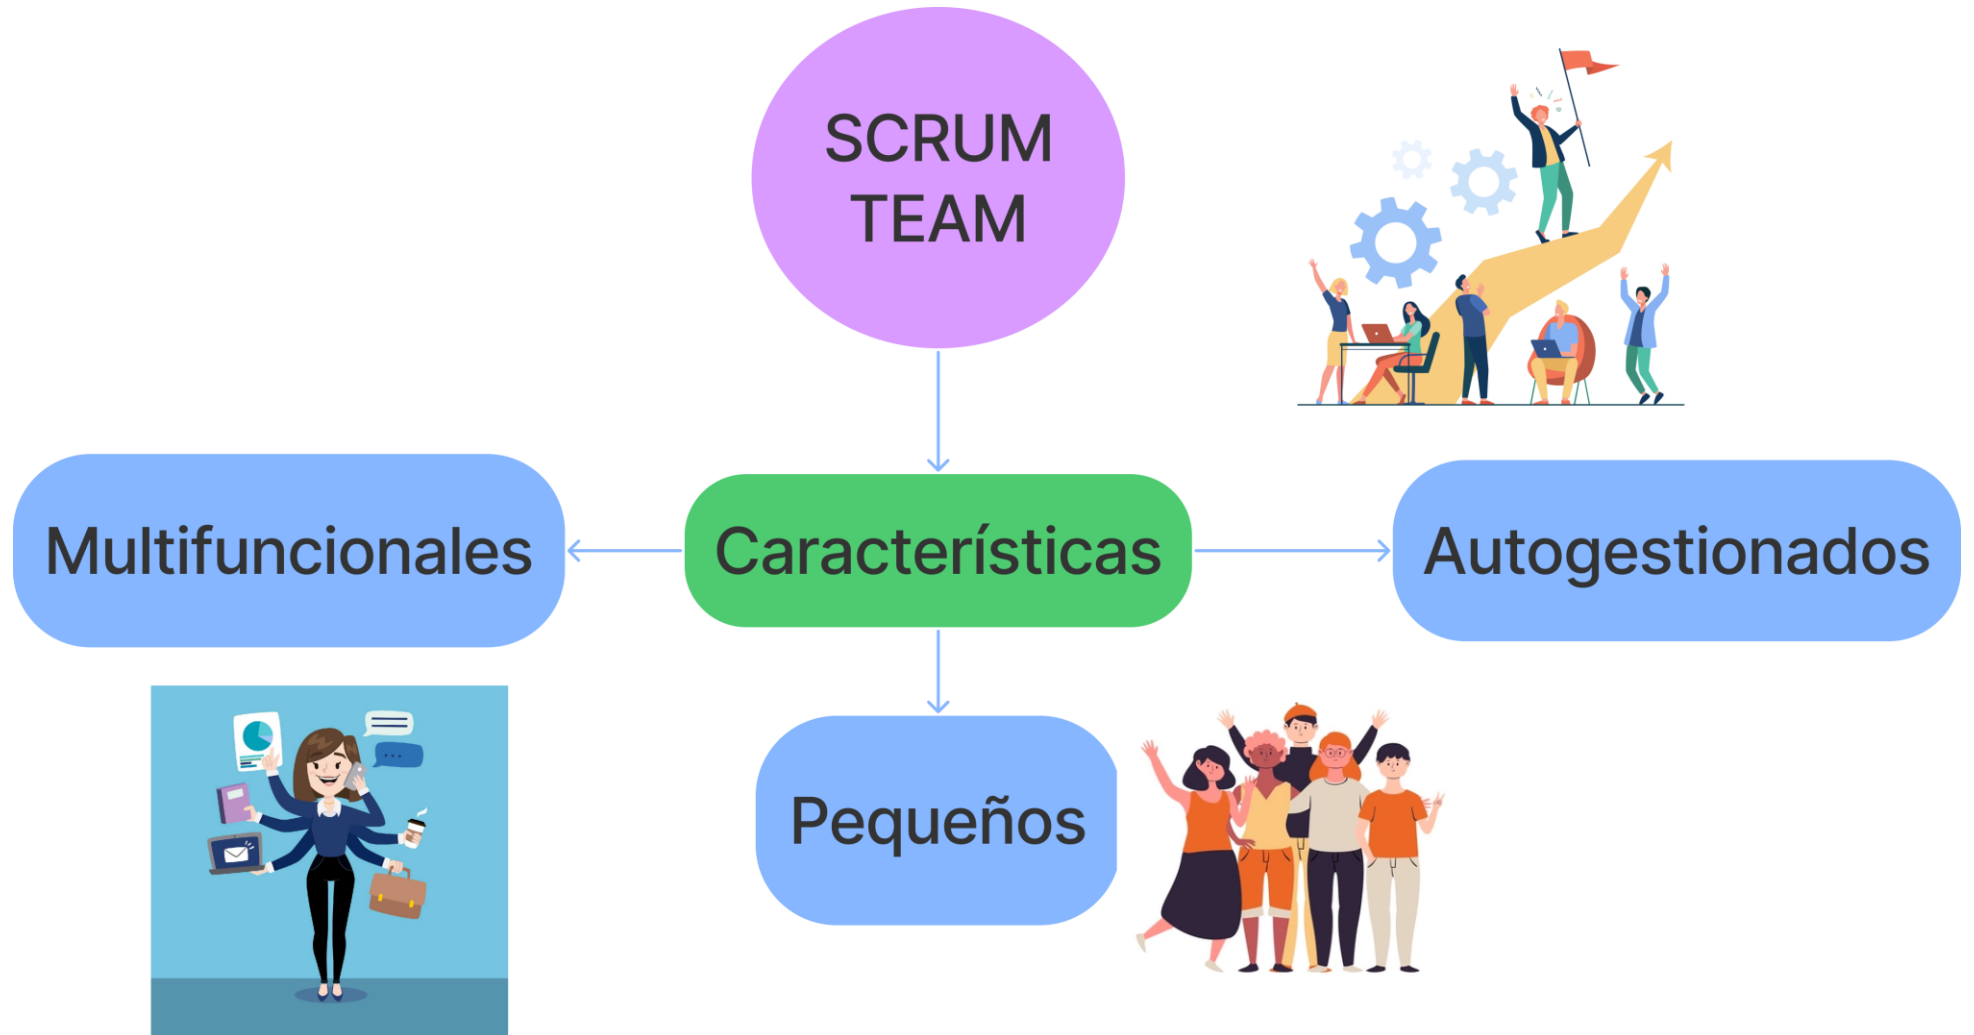 SCRUM
TEAM
Multifuncionales
Características
Autogestionados
Pequeños